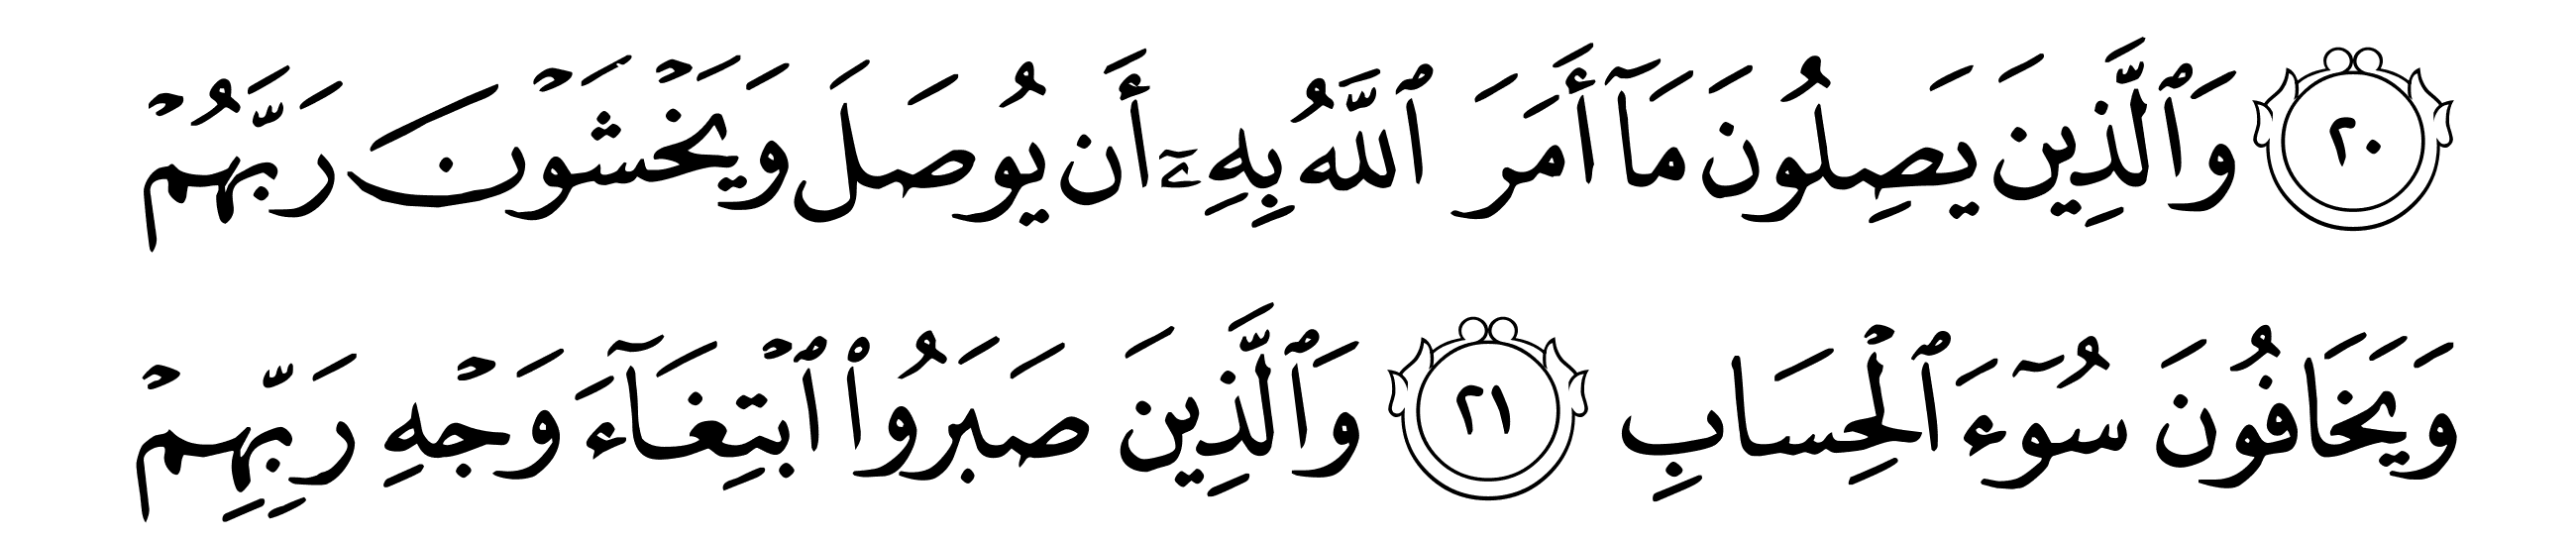 ٢٠ وَٱلَّذِينَ يَصِلُونَ مَآ أَمَرَ ٱللَّهُ بِهِۦٓ أَن يُوصَلَ وَيَخۡشَوۡنَ رَبَّهُمۡ
وَيَخَافُونَ سُوٓءَ ٱلۡحِسَابِ ٢١ وَٱلَّذِينَ صَبَرُواْ ٱبۡتِغَآءَ وَجۡهِ رَبِّهِمۡ